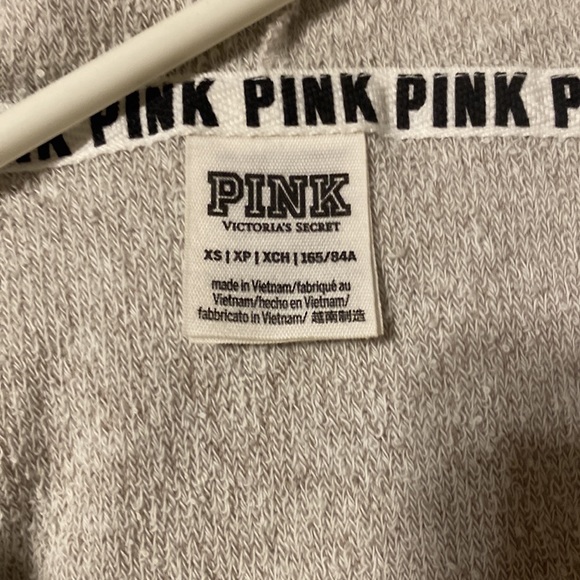 PINK PINK PINK PINK
PINK
VICTORIA'S SECRET
XS | XP | XCH | 165/84A
made in Vietnam/fabriqué au
Vietnam/hecho en Vietnam/
fabbricato in Vietnam/ 越南制造